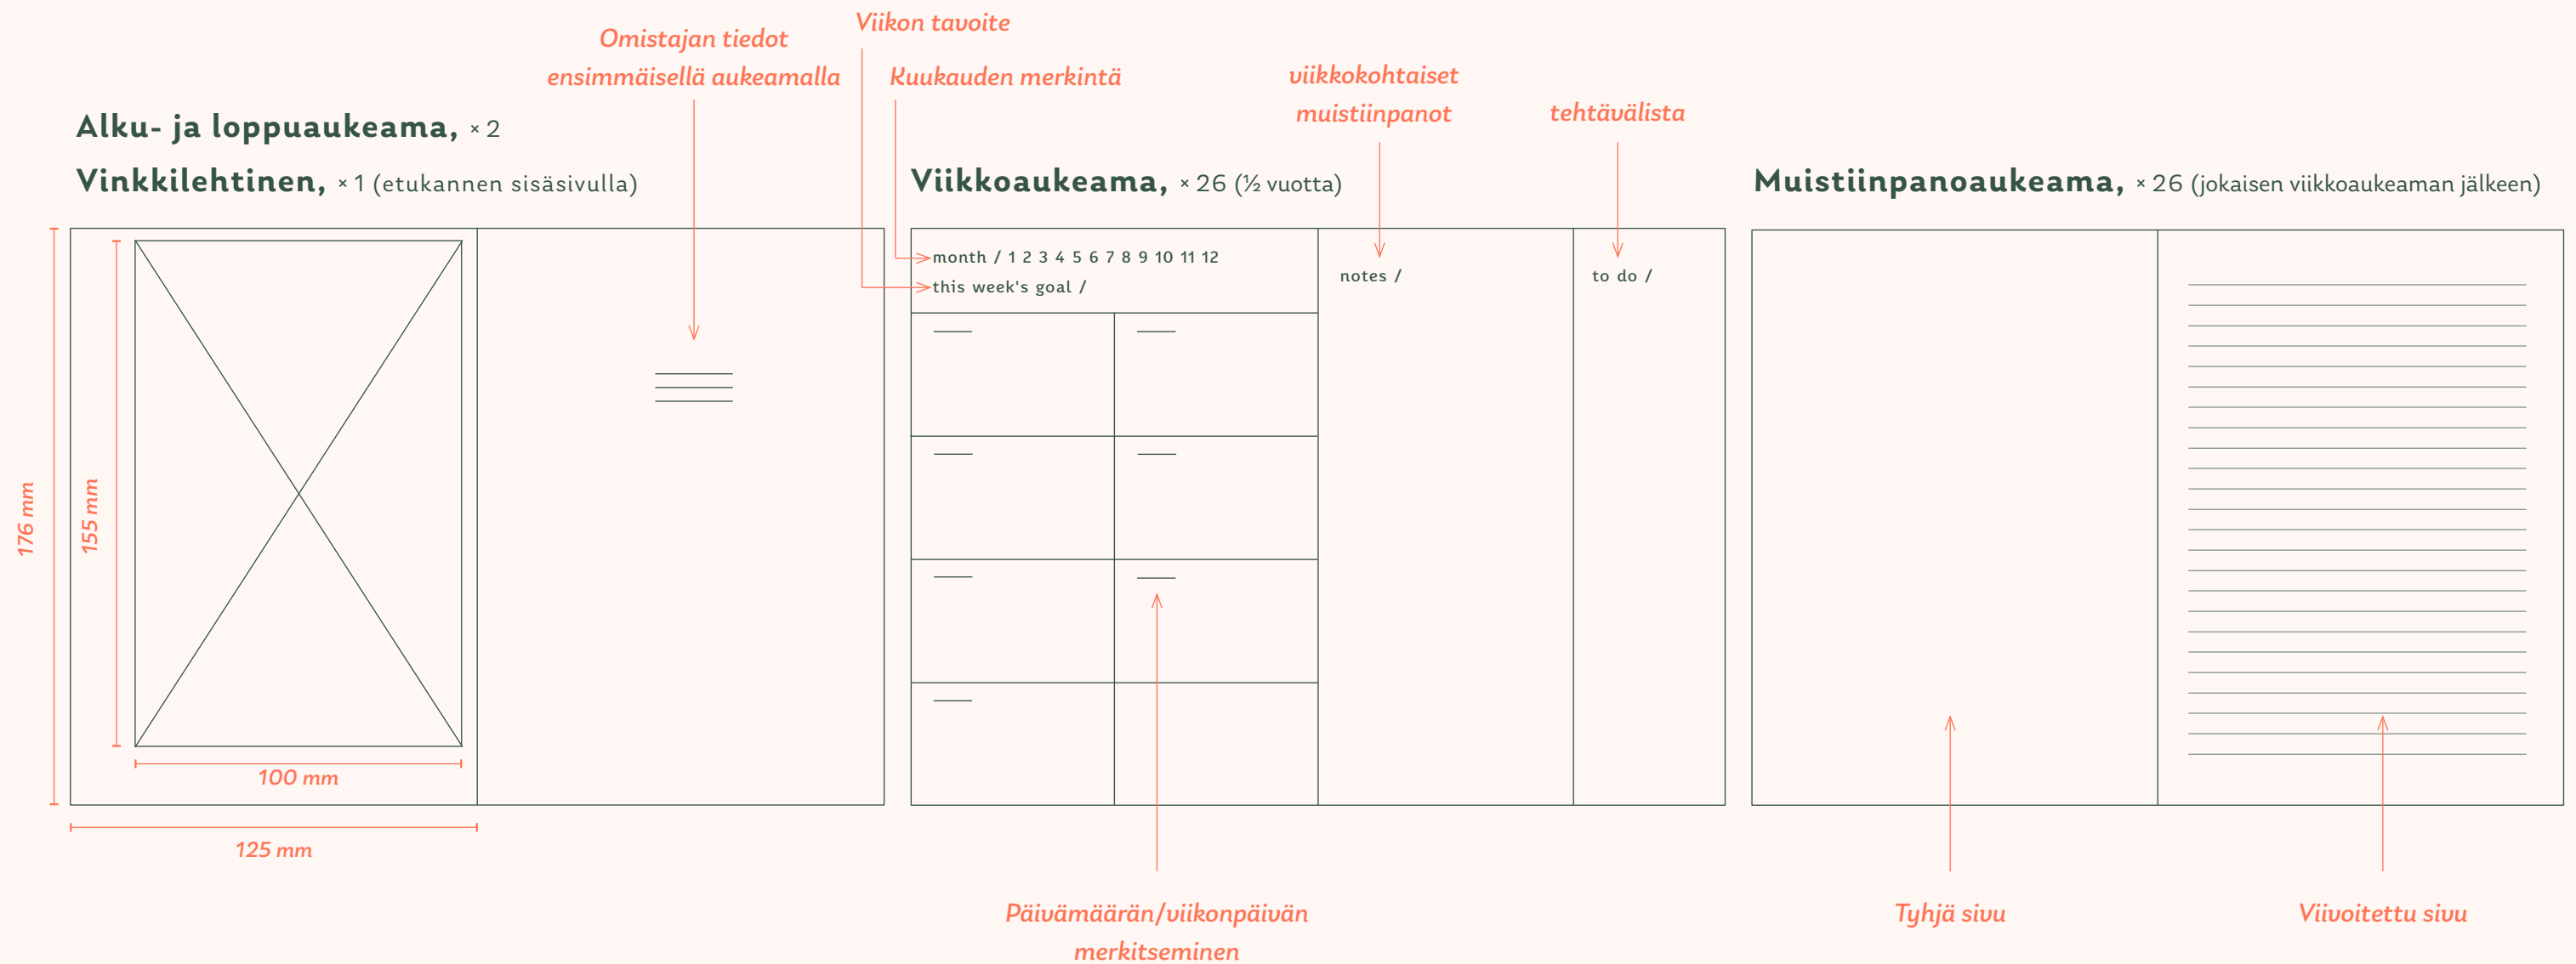 Viikon tavoite
Omistajan tiedot
ensimmäisellä aukeamalla
Kuukauden merkintä
viikkokohtaiset
muistiinpanot
tehtävälista
Alku- ja loppuaukeama, × 2
Vinkkilehtinen, × 1 (etukannen sisäsivulla)
Viikkoaukeama, × 26 (½ vuotta)
Muistiinpanoaukeama, × 26 (jokaisen viikkoaukeaman jälkeen)
month / 1 2 3 4 5 6 7 8 9 10 11 12
this week's goal /
notes /
to do /
176 mm
155 mm
100 mm
125 mm
Päivämäärän/viikonpäivän
merkitseminen
Tyhjä sivu
Viivoitettu sivu